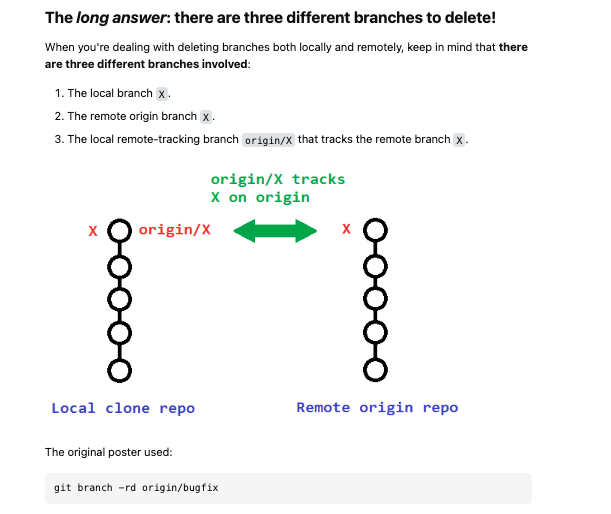 The long answer: there are three different branches to delete!
When you're dealing with deleting branches both locally and remotely, keep in mind that there
are three different branches involved:
1. The local branch X.
2. The remote origin branch X.
3. The local remote-tracking branch origin/X that tracks the remote branch X.
origin/X tracks
X on origin
X origin/X X
Local clone repo Remote origin repo
The original poster used:
git branch -rd origin/bugfix